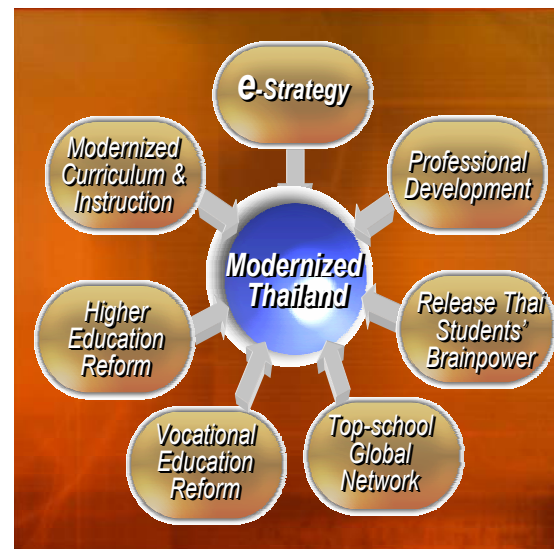 e-Strategy
Modernized
Curriculum &
Instruction
Professional
Development
Modernized
Thailand
Higher
Education
Reform
Release Thai
Students'
Brainpower
Vocational
Education
Reform
Top-school
Global
Network